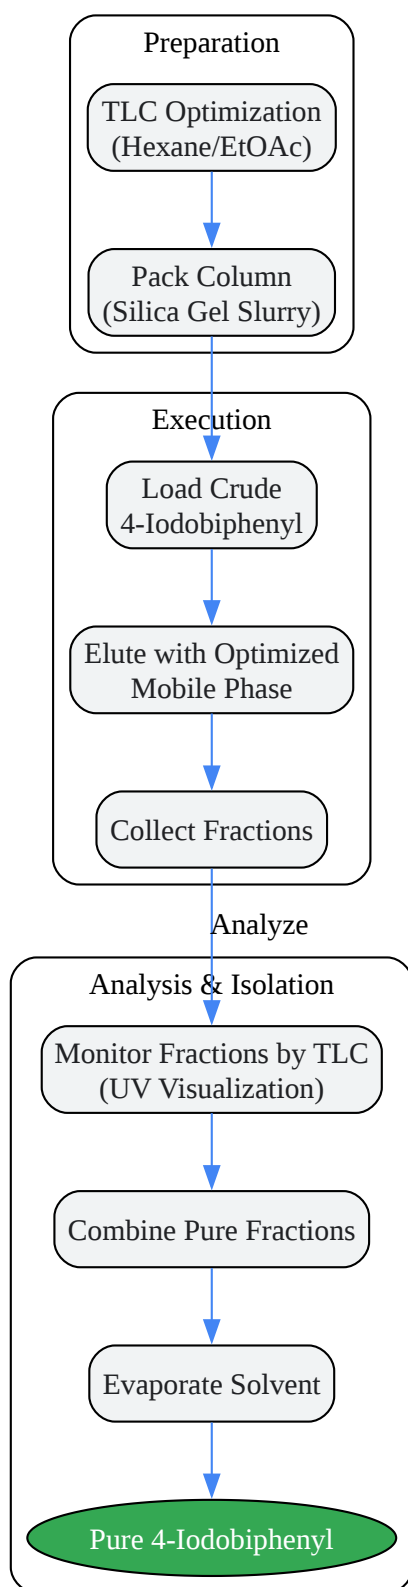 Preparation
TLC Optimization
(Hexane/EtOAc)
Pack Column
(Silica Gel Slurry)
Execution
Load Crude
4-Iodobiphenyl
Elute with Optimized
Mobile Phase
Collect Fractions
Analyze
Analysis & Isolation
Monitor Fractions by TLC
(UV Visualization)
Combine Pure Fractions
Evaporate Solvent
Pure 4-Iodobiphenyl